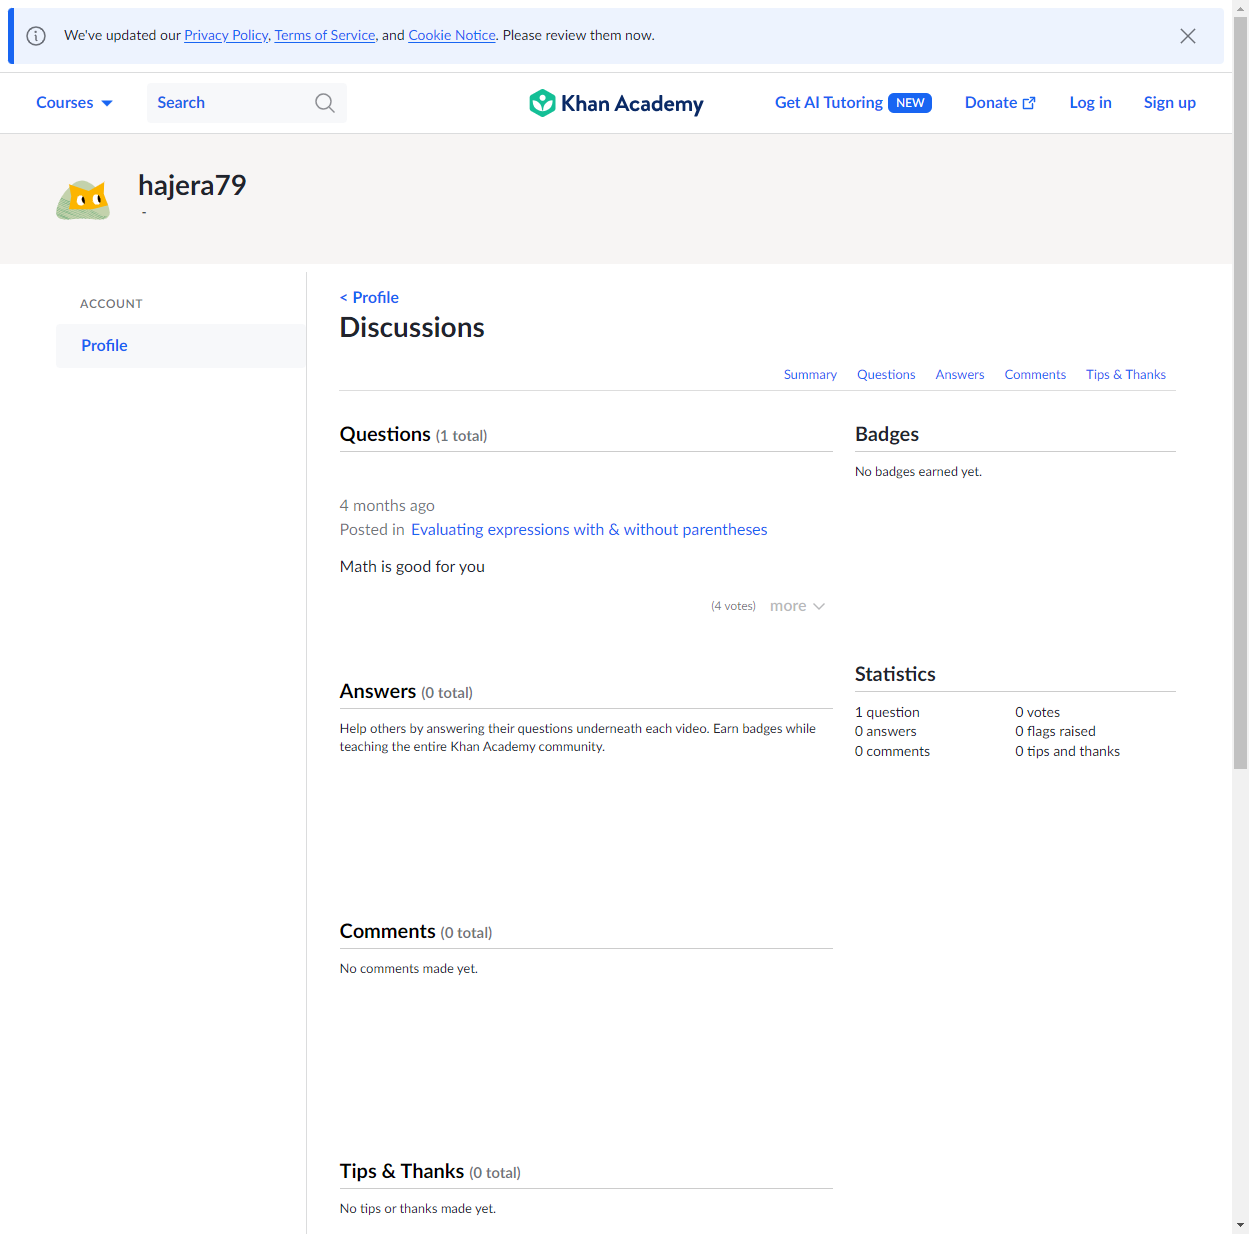 We've updated our Privacy Policy, Terms of Service, and Cookie Notice. Please review them now.
Courses
Search
Khan Academy
Get AI Tutoring NEW
Donate
Log in
Sign up
hajera79
-
ACCOUNT
Profile
< Profile
Discussions
Summary Questions Answers Comments Tips & Thanks
Questions (1 total)
4 months ago
Posted in Evaluating expressions with & without parentheses
Math is good for you
(4 votes) more
Answers (0 total)
Help others by answering their questions underneath each video. Earn badges while
teaching the entire Khan Academy community.
Comments (0 total)
No comments made yet.
Tips & Thanks (0 total)
No tips or thanks made yet.
Badges
No badges earned yet.
Statistics
1 question 0 votes
0 answers 0 flags raised
0 comments 0 tips and thanks